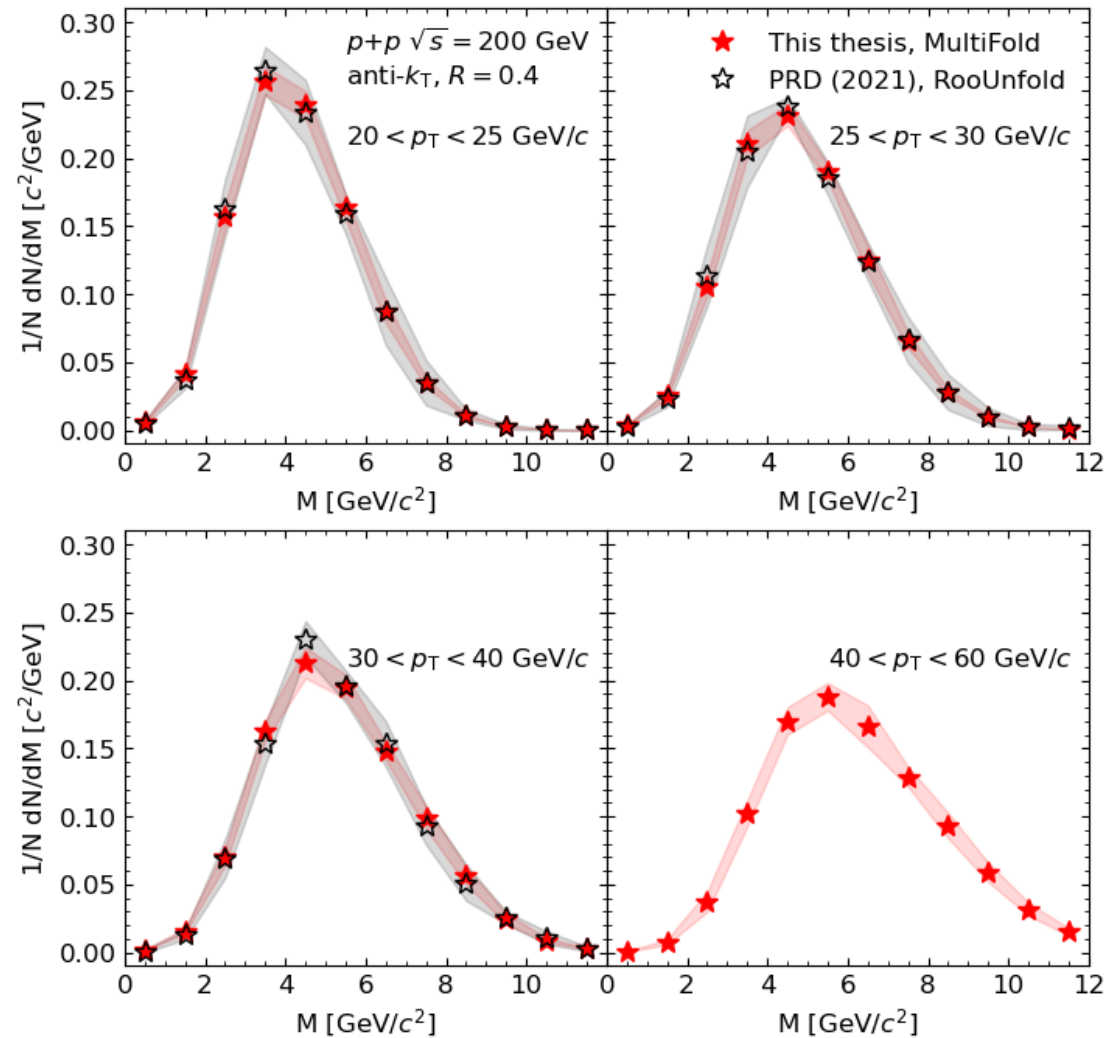 p+p √s = 200 GeV
anti-k_T, R = 0.4
20 < p_T < 25 GeV/c
This thesis, MultiFold
PRD (2021), RooUnfold
25 < p_T < 30 GeV/c
1/N dN/dM [c²/GeV]
0.30
0.25
0.20
0.15
0.10
0.05
0.00
0 2 4 6 8 10
0 2 4 6 8 10 12
M [GeV/c²]
M [GeV/c²]
30 < p_T < 40 GeV/c
40 < p_T < 60 GeV/c
1/N dN/dM [c²/GeV]
0.30
0.25
0.20
0.15
0.10
0.05
0.00
0 2 4 6 8 10
0 2 4 6 8 10 12
M [GeV/c²]
M [GeV/c²]